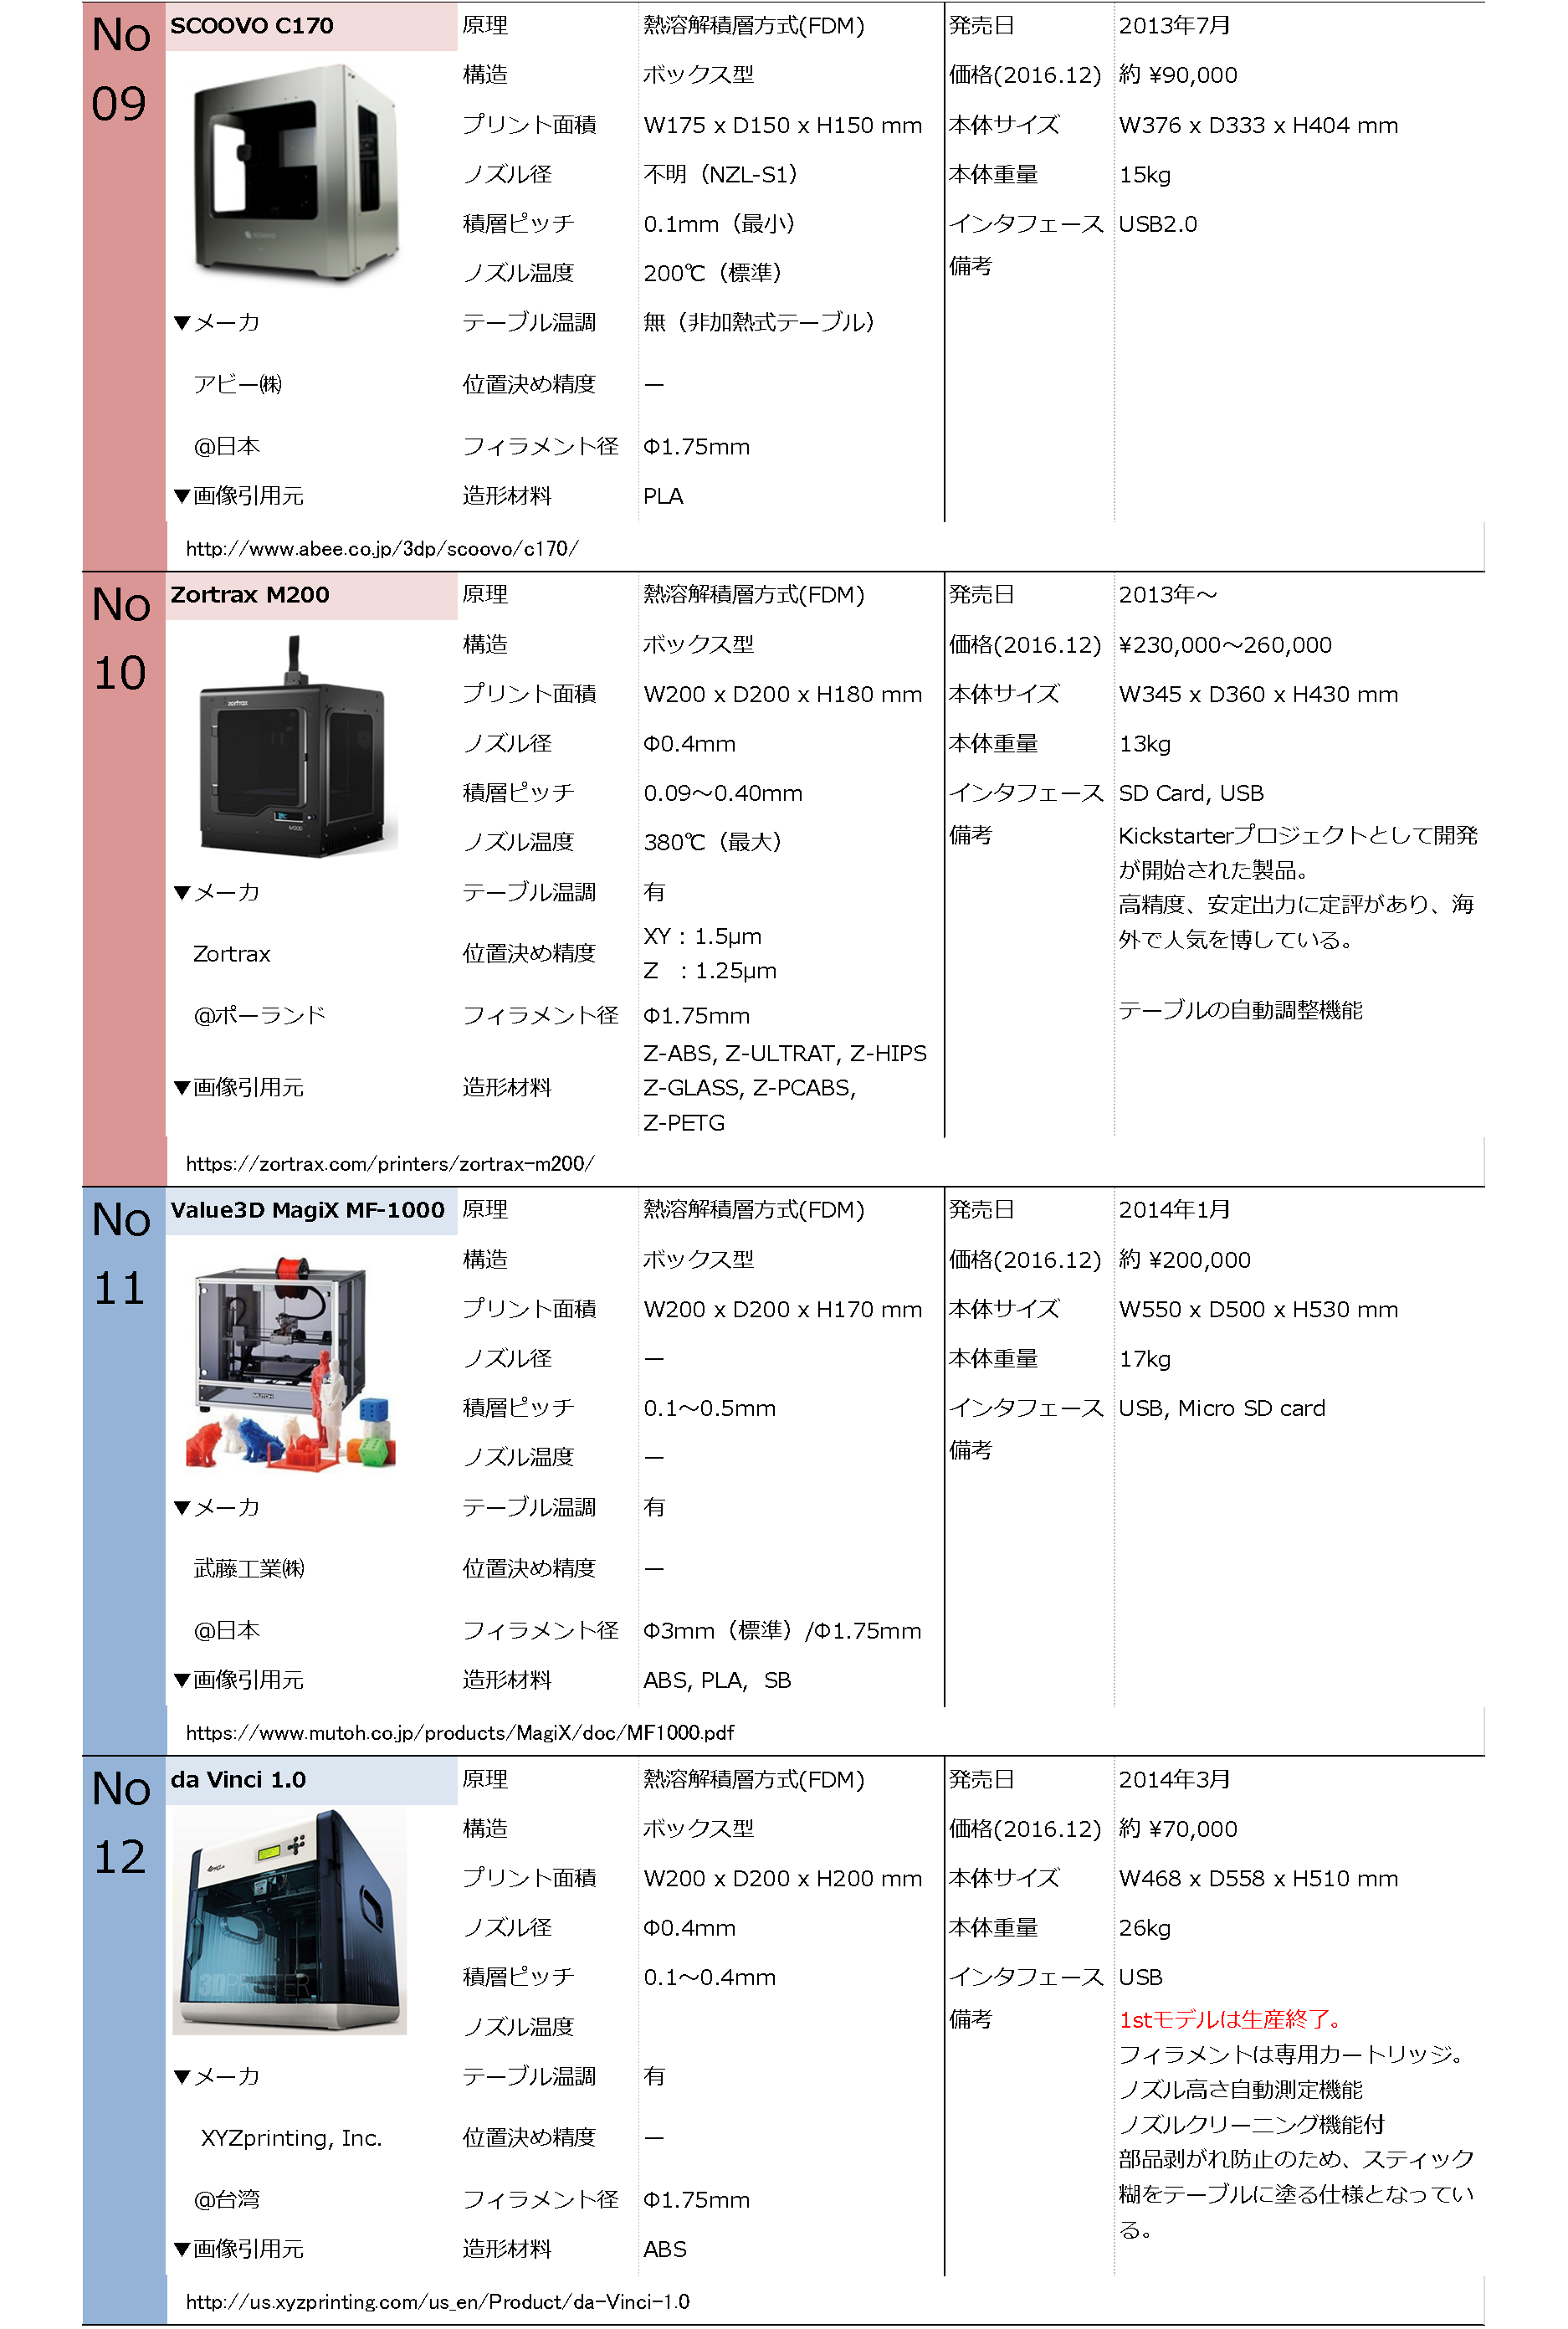 No
09
SCOOVO C170
原理 熱溶解積層方式(FDM) 発売日 2013年7月
構造 ボックス型 価格(2016.12) 約 ¥90,000
プリント面積 W175 x D150 x H150 mm 本体サイズ W376 x D333 x H404 mm
ノズル径 不明（NZL-S1） 本体重量 15kg
積層ピッチ 0.1mm（最小） インタフェース USB2.0
ノズル温度 200℃（標準） 備考
▼メーカ テーブル温調 無（非加熱式テーブル）
アビー㈱ 位置決め精度 ―
@日本 フィラメント径 Φ1.75mm
▼画像引用元 造形材料 PLA
http://www.abee.co.jp/3dp/scoovo/c170/
No
10
Zortrax M200
原理 熱溶解積層方式(FDM) 発売日 2013年～
構造 ボックス型 価格(2016.12) ¥230,000～260,000
zortrax
プリント面積 W200 x D200 x H180 mm 本体サイズ W345 x D360 x H430 mm
ノズル径 Φ0.4mm 本体重量 13kg
積層ピッチ 0.09～0.40mm インタフェース SD Card, USB
M200
ノズル温度 380℃（最大） 備考 Kickstarterプロジェクトとして開発
が開始された製品。
高精度、安定出力に定評があり、海
外で人気を博している。
テーブルの自動調整機能
▼メーカ テーブル温調 有
Zortrax 位置決め精度 XY：1.5μm
Z ：1.25μm
@ポーランド フィラメント径 Φ1.75mm
▼画像引用元 造形材料 Z-ABS, Z-ULTRAT, Z-HIPS
Z-GLASS, Z-PCABS,
Z-PETG
https://zortrax.com/printers/zortrax-m200/
No
11
Value3D MagiX MF-1000
原理 熱溶解積層方式(FDM) 発売日 2014年1月
構造 ボックス型 価格(2016.12) 約 ¥200,000
プリント面積 W200 x D200 x H170 mm 本体サイズ W550 x D500 x H530 mm
ノズル径 ― 本体重量 17kg
MUTOH
積層ピッチ 0.1～0.5mm インタフェース USB, Micro SD card
ノズル温度 ― 備考
▼メーカ テーブル温調 有
武藤工業㈱ 位置決め精度 ―
@日本 フィラメント径 Φ3mm（標準）/Φ1.75mm
▼画像引用元 造形材料 ABS, PLA, SB
https://www.mutoh.co.jp/products/MagiX/doc/MF1000.pdf
No
12
da Vinci 1.0
原理 熱溶解積層方式(FDM) 発売日 2014年3月
構造 ボックス型 価格(2016.12) 約 ¥70,000
プリント面積 W200 x D200 x H200 mm 本体サイズ W468 x D558 x H510 mm
ノズル径 Φ0.4mm 本体重量 26kg
積層ピッチ 0.1～0.4mm インタフェース USB
3DPRINTER
ノズル温度 備考 1stモデルは生産終了。
フィラメントは専用カートリッジ。
ノズル高さ自動測定機能
ノズルクリーニング機能付
部品剥がれ防止のため、スティック
糊をテーブルに塗る仕様となってい
る。
▼メーカ テーブル温調 有
XYZprinting, Inc. 位置決め精度 ―
@台湾 フィラメント径 Φ1.75mm
▼画像引用元 造形材料 ABS
http://us.xyzprinting.com/us_en/Product/da-Vinci-1.0